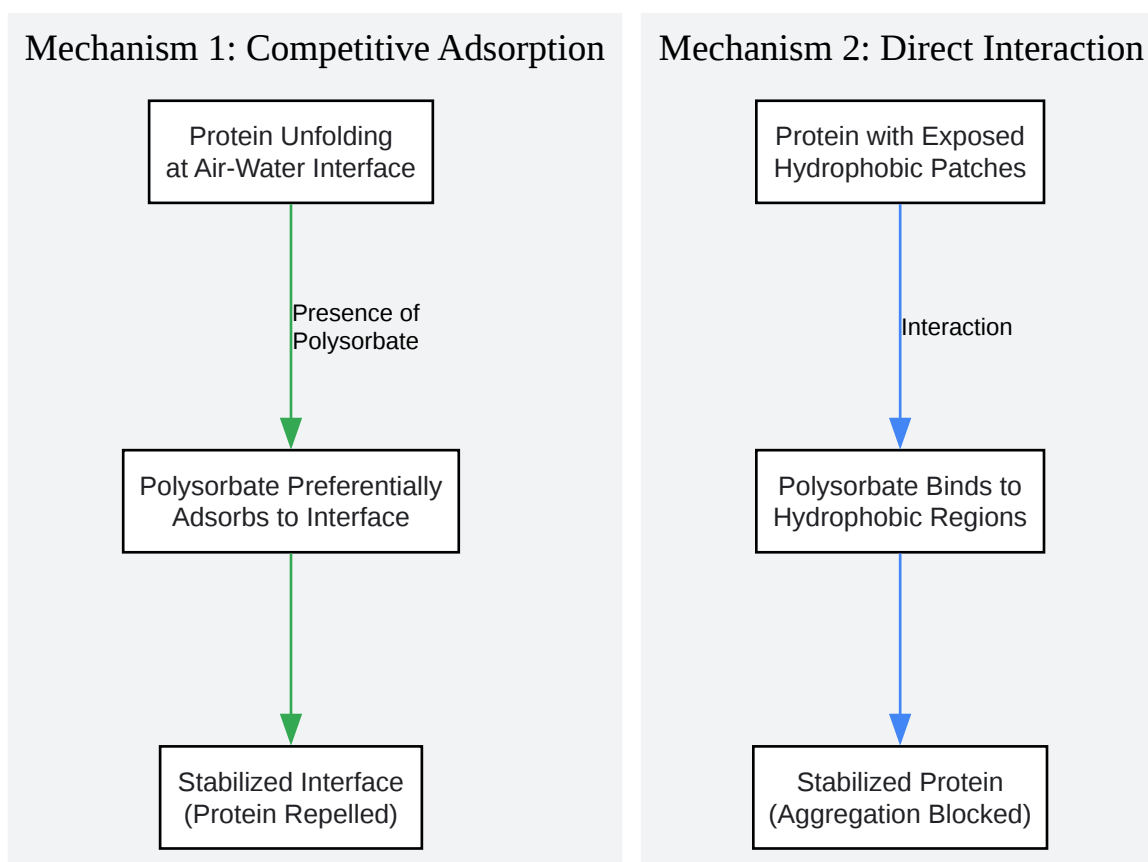 Mechanism 1: Competitive Adsorption
Protein Unfolding
at Air-Water Interface
Presence of
Polysorbate
Polysorbate Preferentially
Adsorbs to Interface
Stabilized Interface
(Protein Repelled)
Mechanism 2: Direct Interaction
Protein with Exposed
Hydrophobic Patches
Interaction
Polysorbate Binds to
Hydrophobic Regions
Stabilized Protein
(Aggregation Blocked)